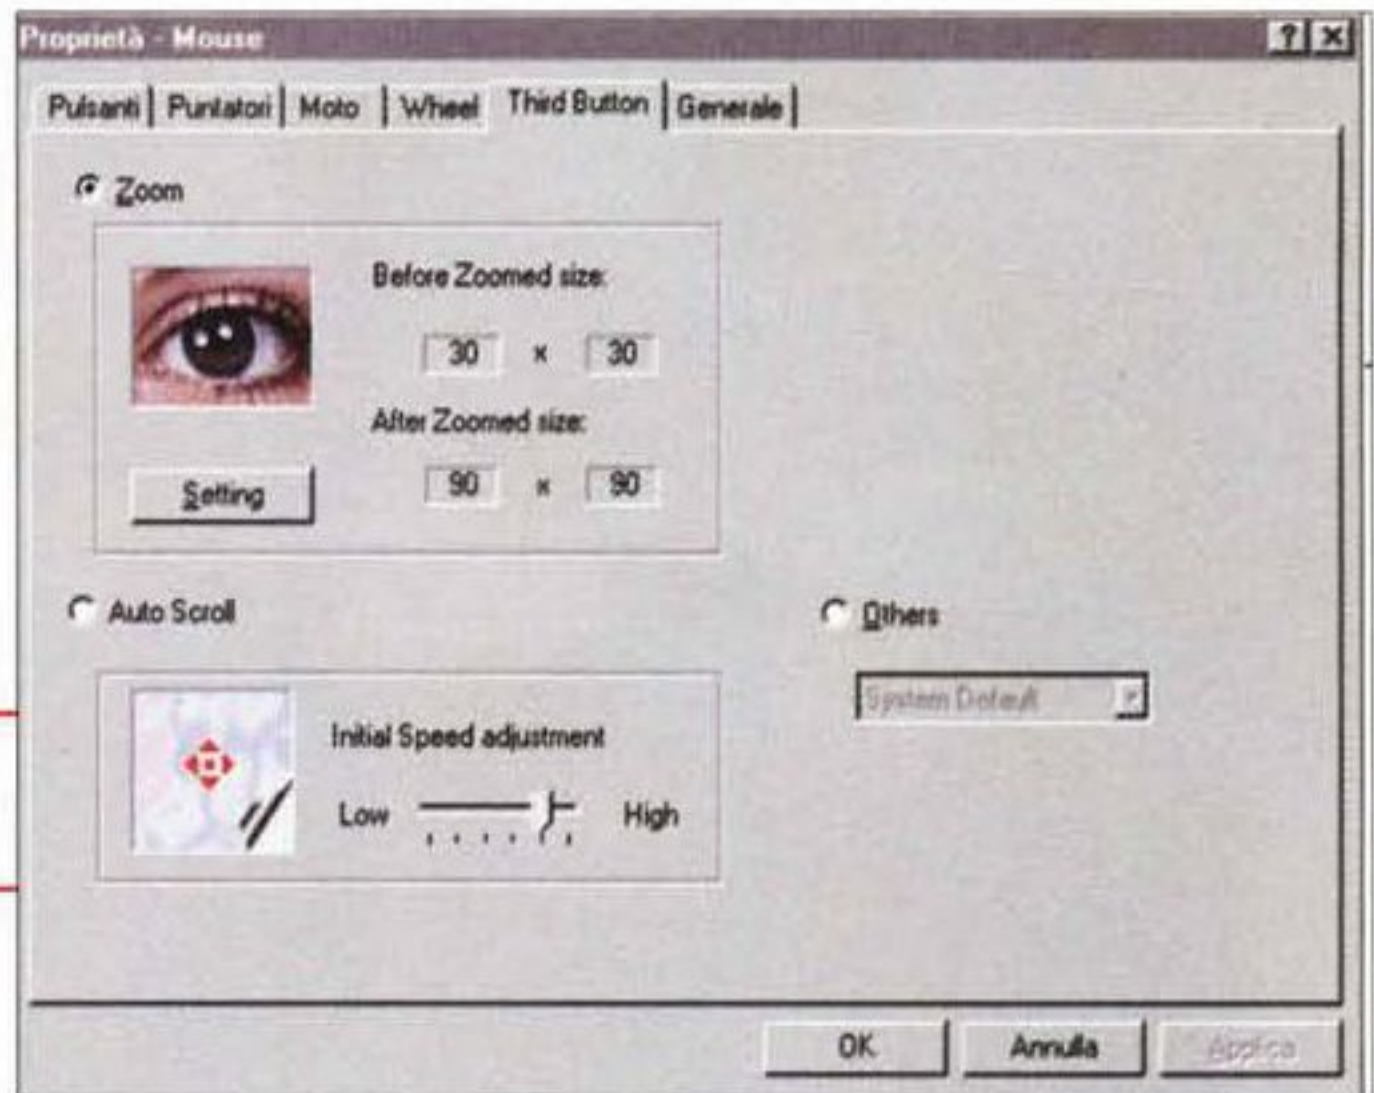 Proprietà - Mouse
Pulsanti Puntatori Moto Wheel Third Button Generale
Zoom
Before Zoomed size:
30 x 30
After Zoomed size:
90 x 90
Setting
Auto Scroll
Others
System Default
Initial Speed adjustment
Low High
OK Annulla Applica